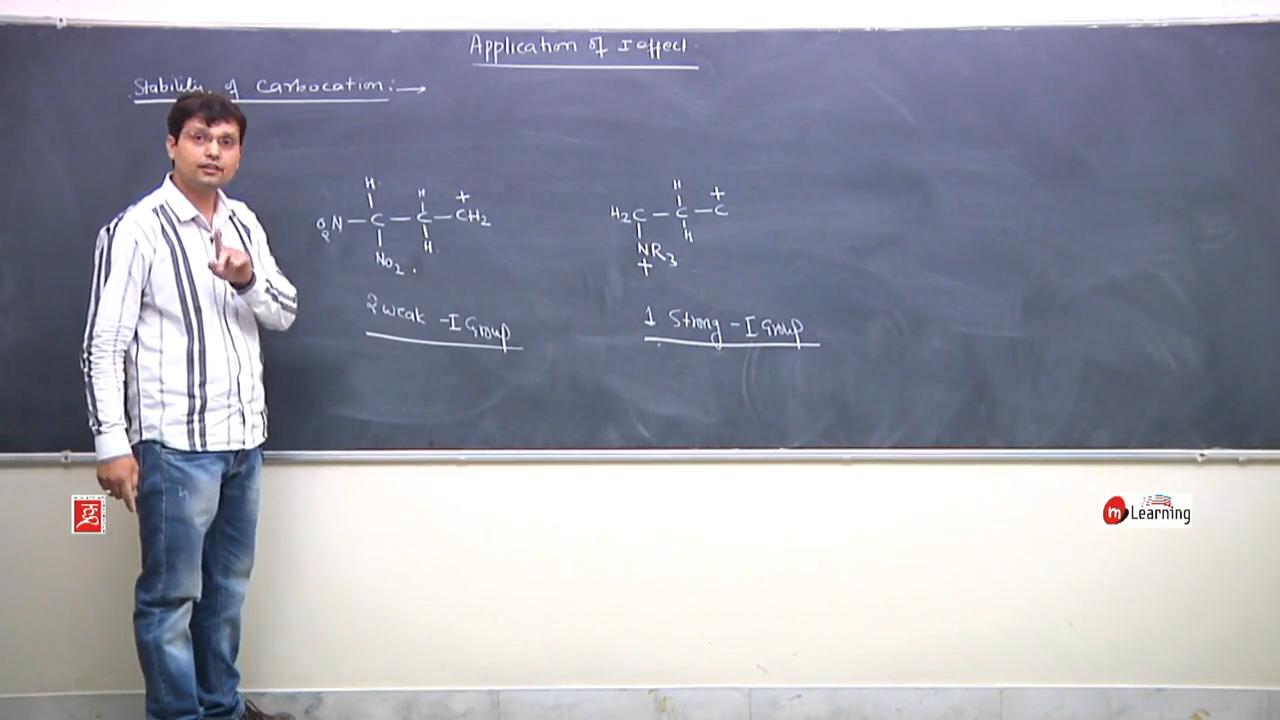 Application of I effect.
Stability of Carbocation:→
H H +
O₂N — C — C — CH₂
NO₂ H
2 weak -I Group
H +
H₂C — C — C
NR₃ H
+
1 Strong -I Group
m Learning